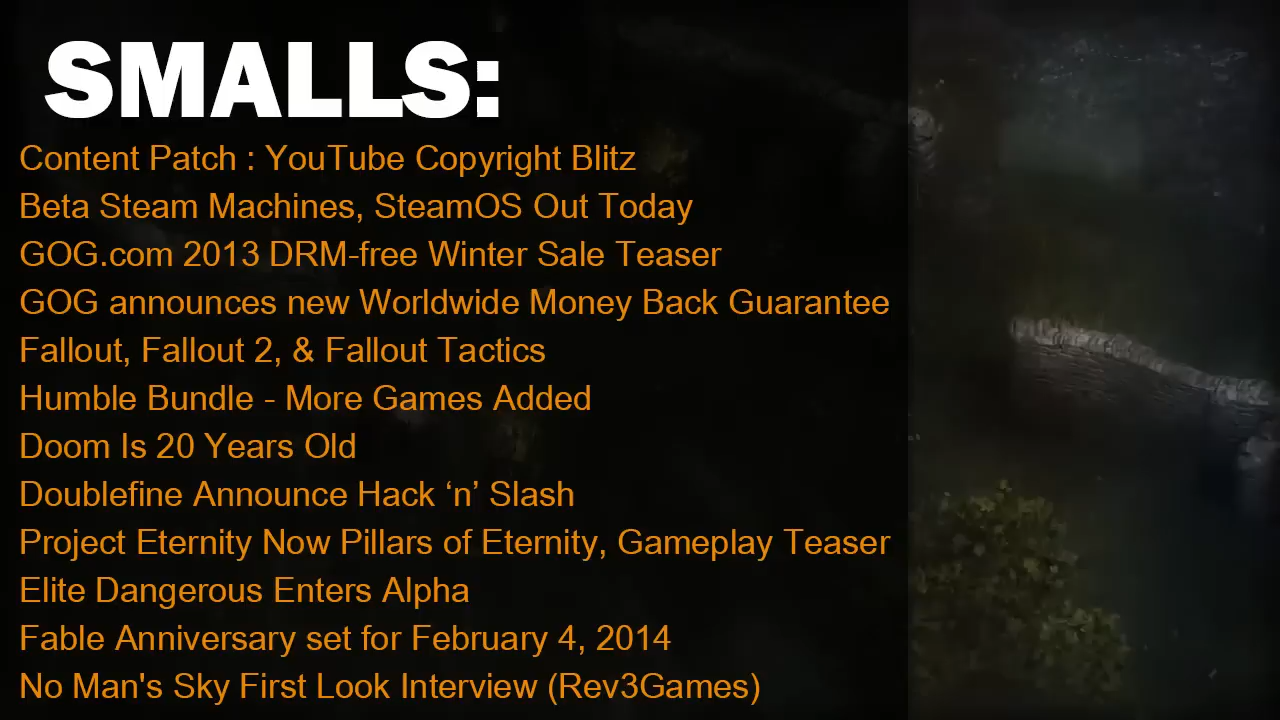 SMALLS:
Content Patch : YouTube Copyright Blitz
Beta Steam Machines, SteamOS Out Today
GOG.com 2013 DRM-free Winter Sale Teaser
GOG announces new Worldwide Money Back Guarantee
Fallout, Fallout 2, & Fallout Tactics
Humble Bundle - More Games Added
Doom Is 20 Years Old
Doublefine Announce Hack ‘n’ Slash
Project Eternity Now Pillars of Eternity, Gameplay Teaser
Elite Dangerous Enters Alpha
Fable Anniversary set for February 4, 2014
No Man's Sky First Look Interview (Rev3Games)